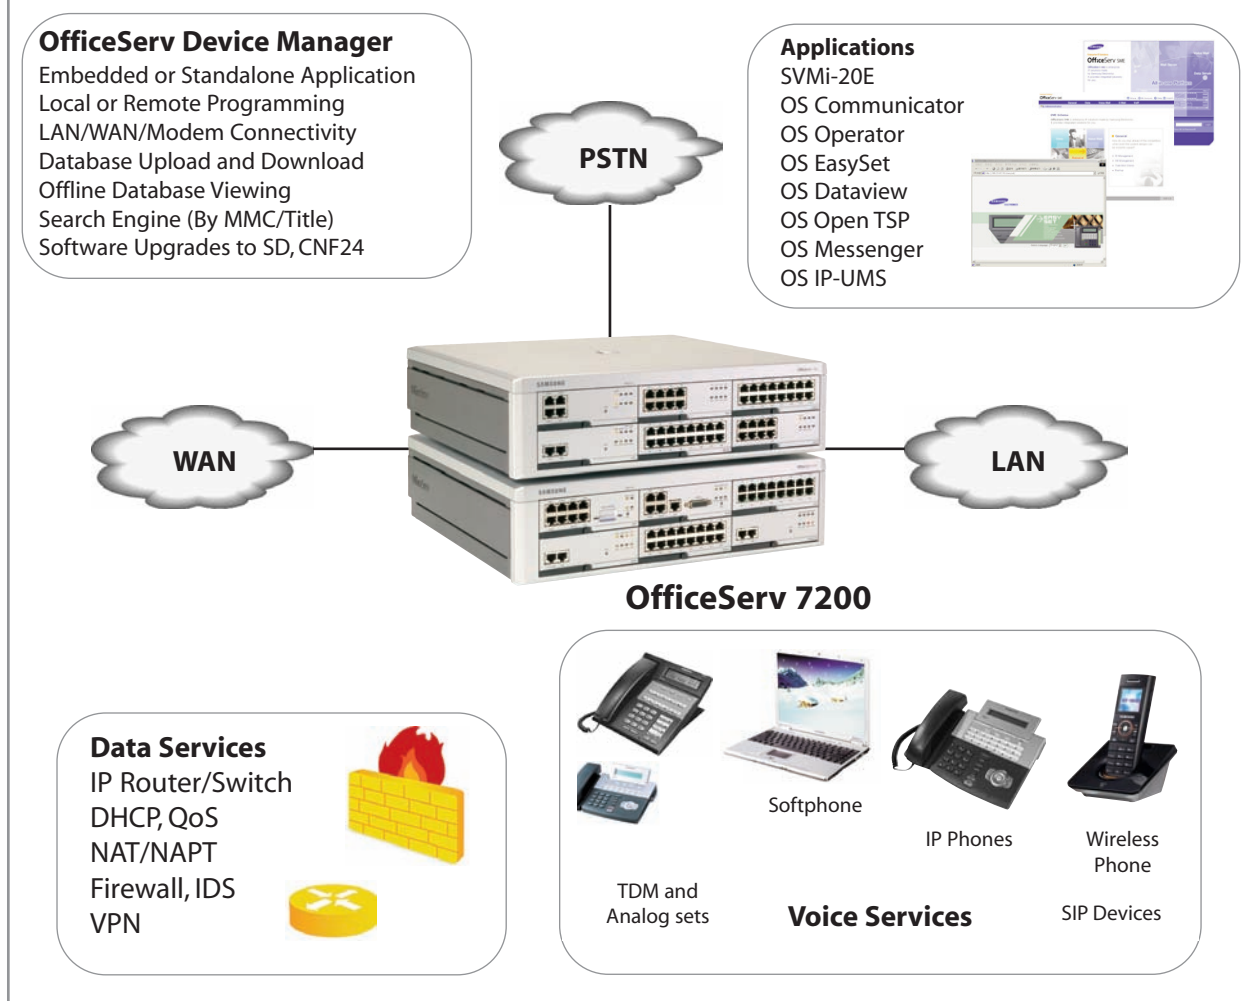 OfficeServ Device Manager
Embedded or Standalone Application
Local or Remote Programming
LAN/WAN/Modem Connectivity
Database Upload and Download
Offline Database Viewing
Search Engine (By MMC/Title)
Software Upgrades to SD, CNF24
PSTN
Applications
SVMi-20E
OS Communicator
OS Operator
OS EasySet
OS Dataview
OS Open TSP
OS Messenger
OS IP-UMS
OfficeServ
SAMSUNG
WAN
LAN
SAMSUNG
OfficeServ 7200
Data Services
IP Router/Switch
DHCP, QoS
NAT/NAPT
Firewall, IDS
VPN
Softphone
IP Phones
Wireless
Phone
TDM and
Analog sets
Voice Services
SIP Devices